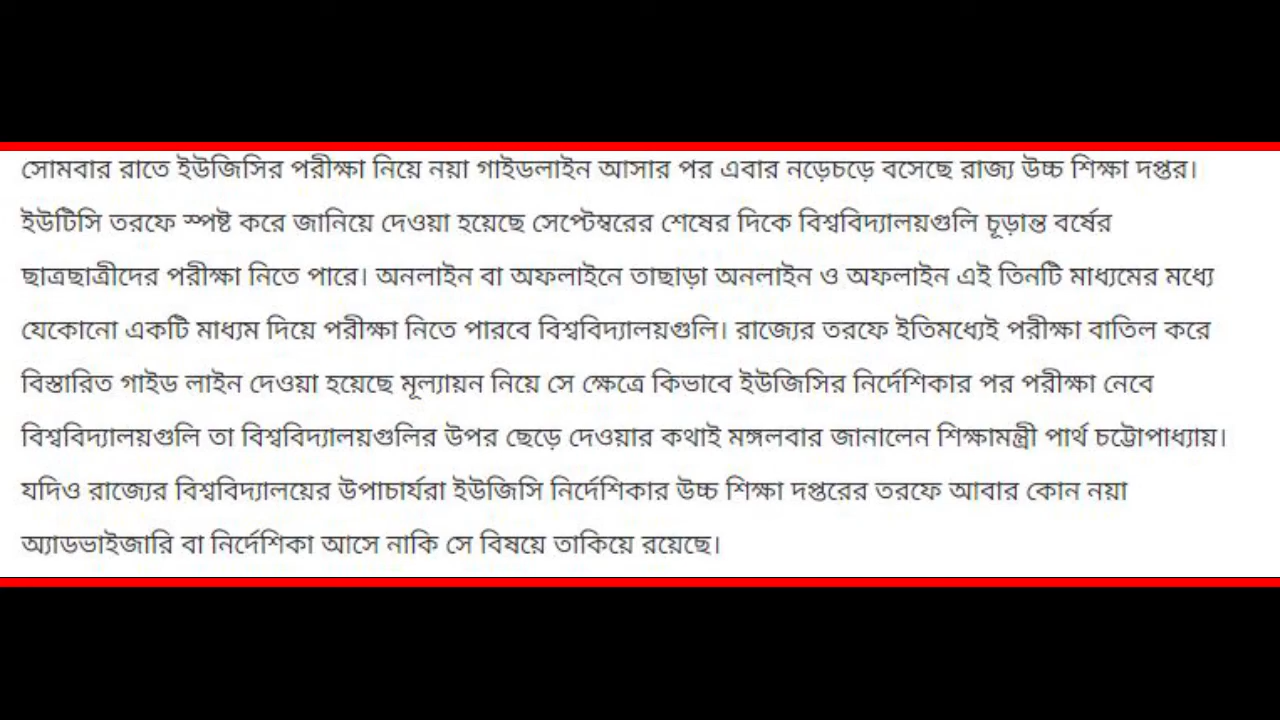 সোমবার রাতে ইউজিসির পরীক্ষা নিয়ে নয়া গাইডলাইন আসার পর এবার নড়েচড়ে বসেছে রাজ্য উচ্চ শিক্ষা দপ্তর।
ইউটিসি তরফে স্পষ্ট করে জানিয়ে দেওয়া হয়েছে সেপ্টেম্বরের শেষের দিকে বিশ্ববিদ্যালয়গুলি চূড়ান্ত বর্ষের
ছাত্রছাত্রীদের পরীক্ষা নিতে পারে। অনলাইন বা অফলাইনে তাছাড়া অনলাইন ও অফলাইন এই তিনটি মাধ্যমের মধ্যে
যেকোনো একটি মাধ্যম দিয়ে পরীক্ষা নিতে পারবে বিশ্ববিদ্যালয়গুলি। রাজ্যের তরফে ইতিমধ্যেই পরীক্ষা বাতিল করে
বিস্তারিত গাইড লাইন দেওয়া হয়েছে মূল্যায়ন নিয়ে সে ক্ষেত্রে কিভাবে ইউজিসির নির্দেশিকার পর পরীক্ষা নেবে
বিশ্ববিদ্যালয়গুলি তা বিশ্ববিদ্যালয়গুলির উপর ছেড়ে দেওয়ার কথাই মঙ্গলবার জানালেন শিক্ষামন্ত্রী পার্থ চট্টোপাধ্যায়।
যদিও রাজ্যের বিশ্ববিদ্যালয়ের উপাচার্যরা ইউজিসি নির্দেশিকার উচ্চ শিক্ষা দপ্তরের তরফে আবার কোন নয়া
অ্যাডভাইজারি বা নির্দেশিকা আসে নাকি সে বিষয়ে তাকিয়ে রয়েছে।